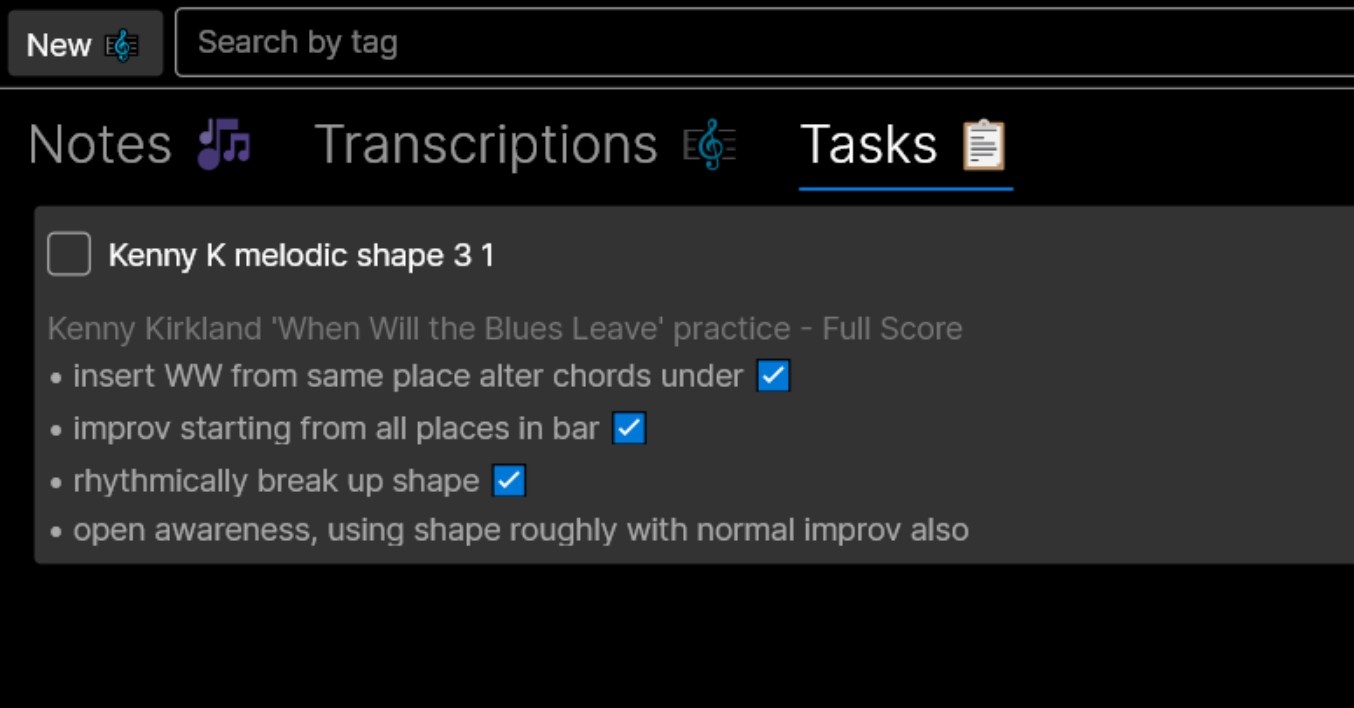 New
Search by tag
Notes
Transcriptions
Tasks
Kenny K melodic shape 3 1
Kenny Kirkland 'When Will the Blues Leave' practice - Full Score
• insert WW from same place alter chords under
• improv starting from all places in bar
• rhythmically break up shape
• open awareness, using shape roughly with normal improv also